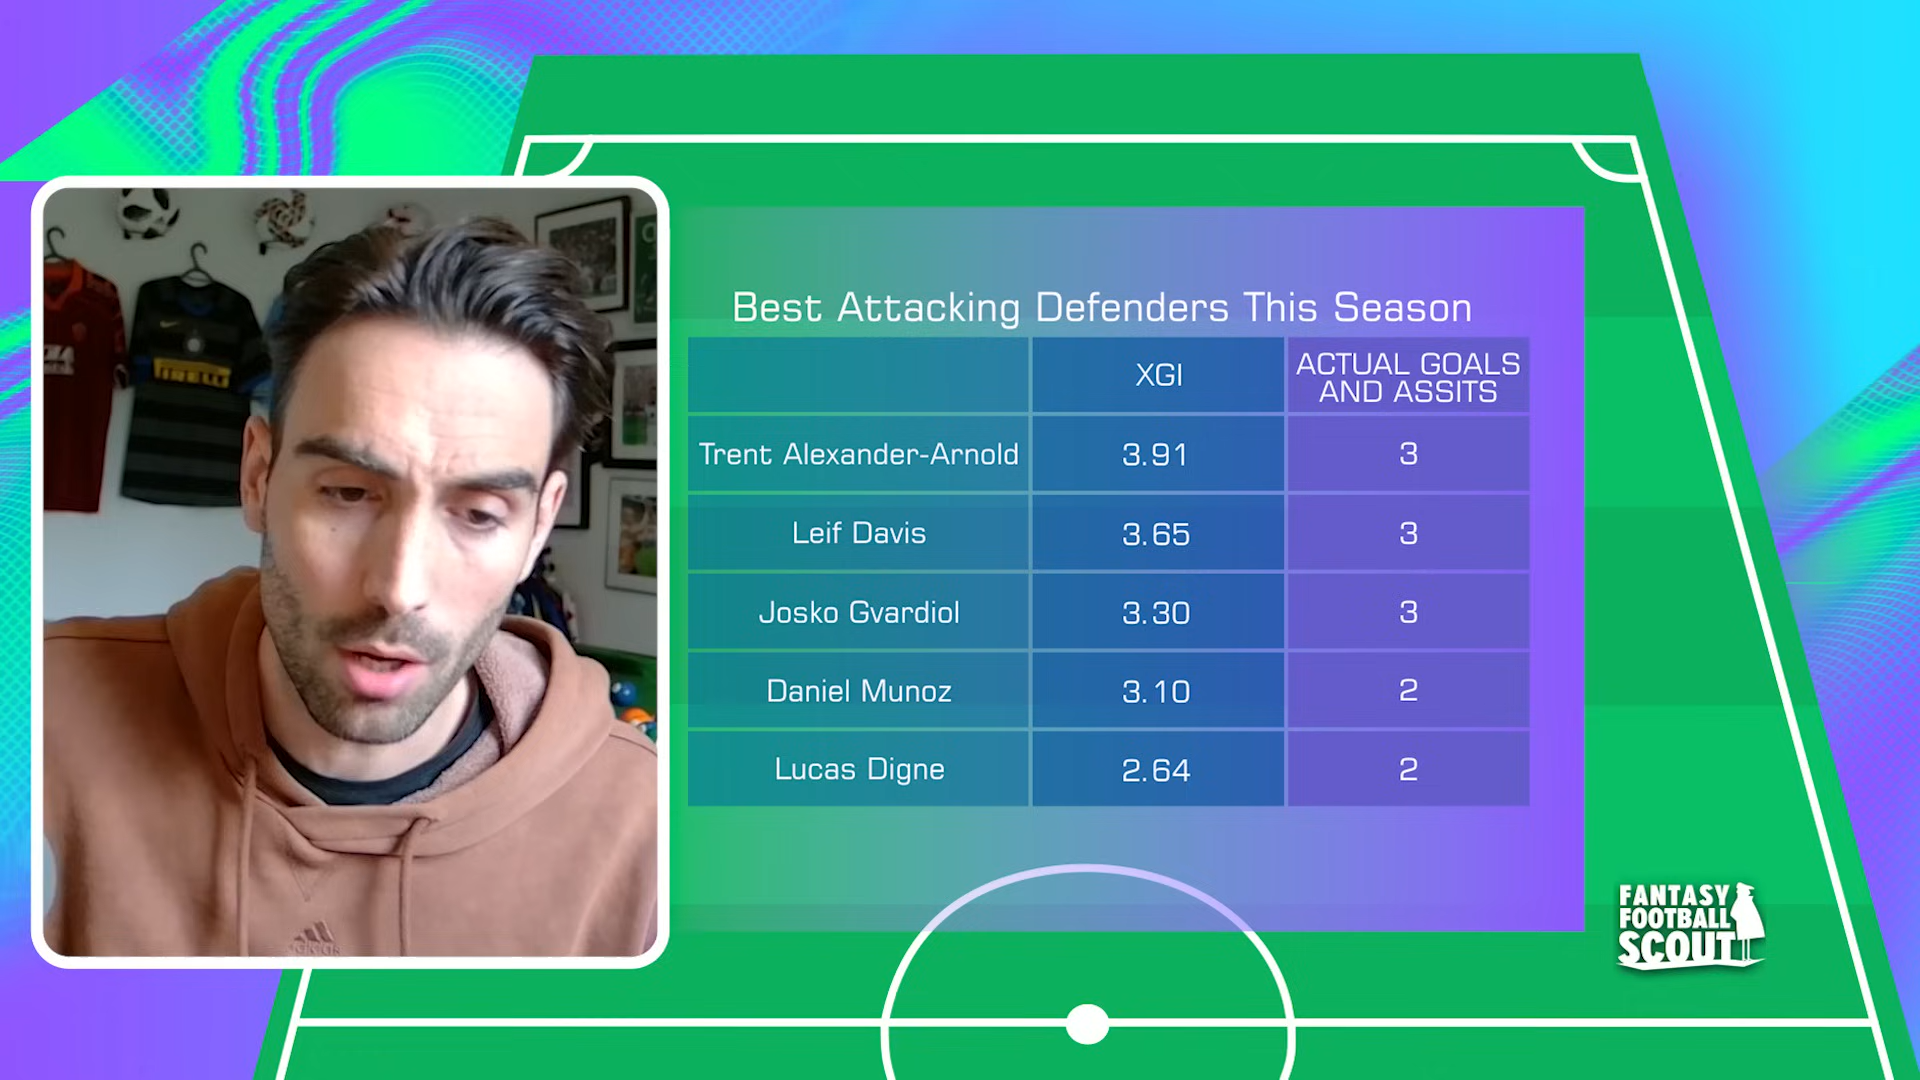 Best Attacking Defenders This Season
XGI
ACTUAL GOALS
AND ASSITS
Trent Alexander-Arnold 3.91 3
Leif Davis 3.65 3
Josko Gvardiol 3.30 3
Daniel Munoz 3.10 2
Lucas Digne 2.64 2
PIRELLI
adidas
FANTASY
FOOTBALL
SCOUT